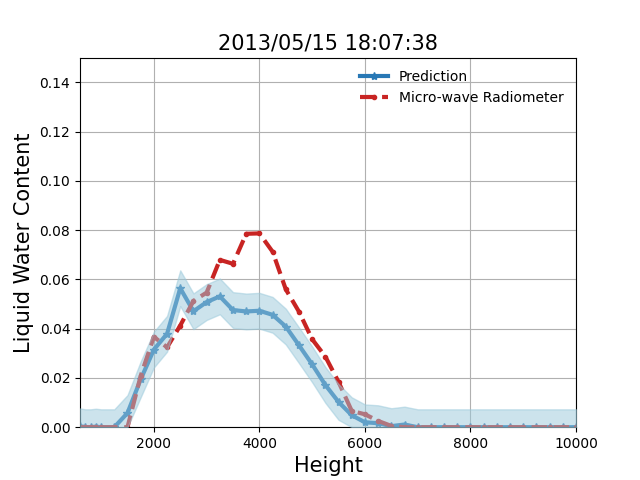 2013/05/15 18:07:38
Prediction
Micro-wave Radiometer
Liquid Water Content
0.14
0.12
0.10
0.08
0.06
0.04
0.02
0.00
2000 4000 6000 8000 10000
Height